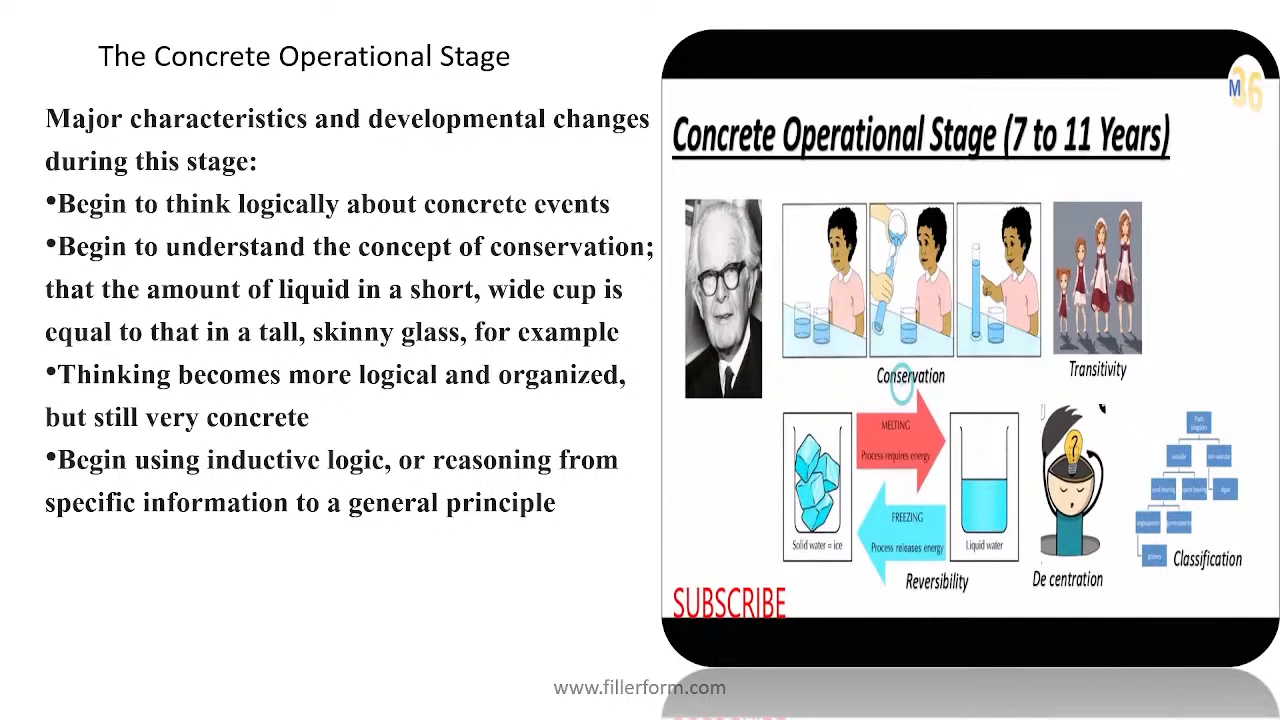 The Concrete Operational Stage
Major characteristics and developmental changes
during this stage:
•Begin to think logically about concrete events
•Begin to understand the concept of conservation;
that the amount of liquid in a short, wide cup is
equal to that in a tall, skinny glass, for example
•Thinking becomes more logical and organized,
but still very concrete
•Begin using inductive logic, or reasoning from
specific information to a general principle
M 36
Concrete Operational Stage (7 to 11 Years)
Conservation
Transitivity
MELTING
Process requires energy
FREEZING
Process releases energy
Solid water = ice
Liquid water
Reversibility
De centration
Classification
SUBSCRIBE
www.fillerform.com